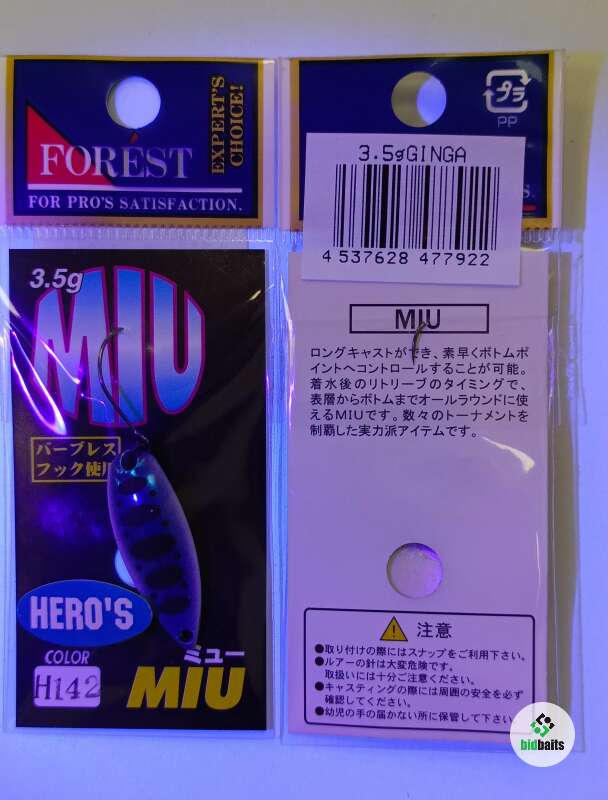 FORÉST
FOR PRO'S SATISFACTION.
EXPERT'S
CHOICE!
3.5g
MIU
バーブレス
フック使用
HERO'S
COLOR
H142
ミュー
MIU
プラ
PP
3.5gGINGA
4 537628 477922
S.
MIU
ロングキャストができ、素早くボトムポ
イントへコントロールすることが可能。
着水後のリトリーブのタイミングで、
表層からボトムまでオールラウンドに使
えるMIUです。数々のトーナメントを
制覇した実力派アイテムです。
注意
●取り付けの際にはスナップをご利用下さい。
●ルアーの針は大変危険です。
取扱いには十分ご注意ください。
●キャスティングの際には周囲の安全を必ず
確認してください。
●幼児の手の届かない所に保管して下さい。
bidbaits